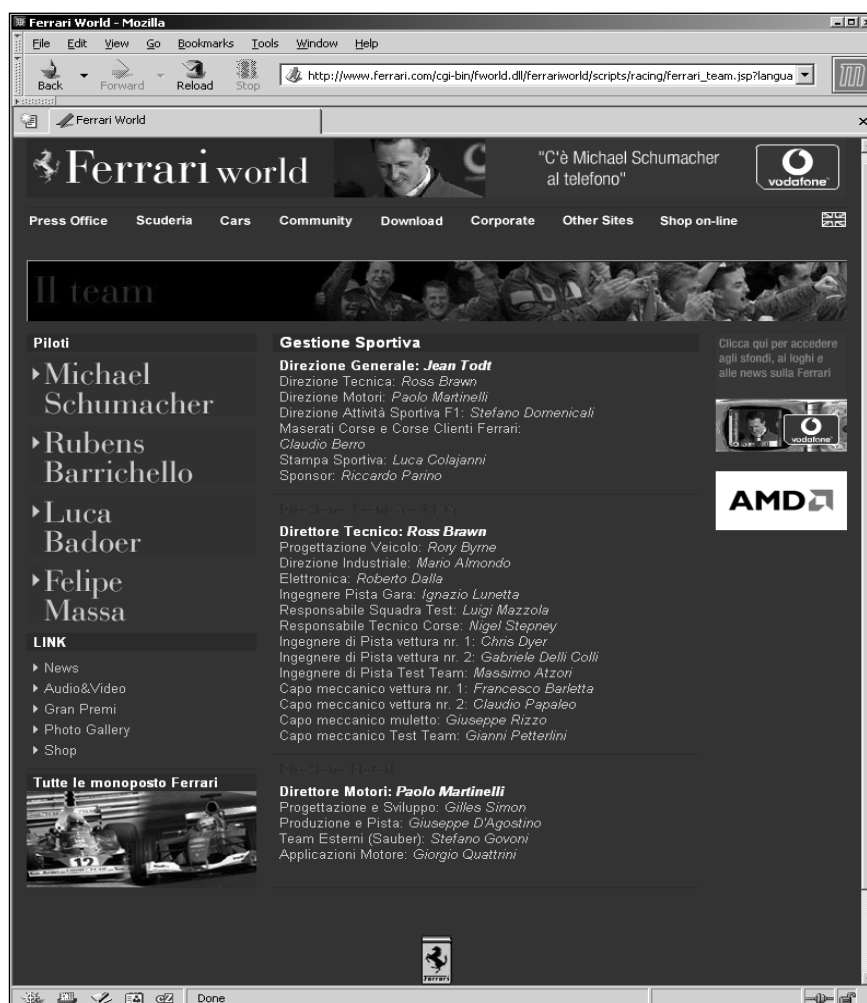 Ferrari World - Mozilla
File Edit View Go Bookmarks Tools Window Help
Back Forward Reload Stop
http://www.ferrari.com/cgi-bin/fworld.dll/ferrariworld/scripts/racing/ferrari_team.jsp?langua
Ferrari World
Ferrari world
"C'è Michael Schumacher
al telefono"
vodafone
Press Office Scuderia Cars Community Download Corporate Other Sites Shop on-line
Il team
Piloti
Michael
Schumacher
Rubens
Barrichello
Luca
Badoer
Felipe
Massa
LINK
News
Audio&Video
Gran Premi
Photo Gallery
Shop
Tutte le monoposto Ferrari
12
Gestione Sportiva
Direzione Generale: Jean Todt
Direzione Tecnica: Ross Brawn
Direzione Motori: Paolo Martinelli
Direzione Attività Sportiva F1: Stefano Domenicali
Maserati Corse e Corse Clienti Ferrari:
Claudio Berro
Stampa Sportiva: Luca Colajanni
Sponsor: Riccardo Parino
Direttore Tecnico: Ross Brawn
Progettazione Veicolo: Rory Byrne
Direzione Industriale: Mario Almondo
Elettronica: Roberto Dalla
Ingegnere Pista Gara: Ignazio Lunetta
Responsabile Squadra Test: Luigi Mazzola
Responsabile Tecnico Corse: Nigel Stepney
Ingegnere di Pista vettura nr. 1: Chris Dyer
Ingegnere di Pista vettura nr. 2: Gabriele Delli Colli
Ingegnere di Pista Test Team: Massimo Atzori
Capo meccanico vettura nr. 1: Francesco Barletta
Capo meccanico vettura nr. 2: Claudio Papaleo
Capo meccanico muletto: Giuseppe Rizzo
Capo meccanico Test Team: Gianni Petterlini
Direzione Motori
Direttore Motori: Paolo Martinelli
Progettazione e Sviluppo: Gilles Simon
Produzione e Pista: Giuseppe D'Agostino
Team Esterni (Sauber): Stefano Govoni
Applicazioni Motore: Giorgio Quattrini
Clicca qui per accedere
agli sfondi, ai loghi e
alle news sulla Ferrari
vodafone
AMD
Ferrari
Done